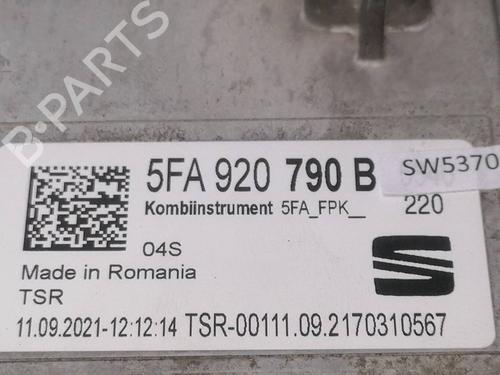 B-PARTS
5FA 920 790 B
SW5370
Kombiinstrument 5FA_FPK__ 220
04S
Made in Romania
TSR
11.09.2021-12:12:14 TSR-00111.09.2170310567